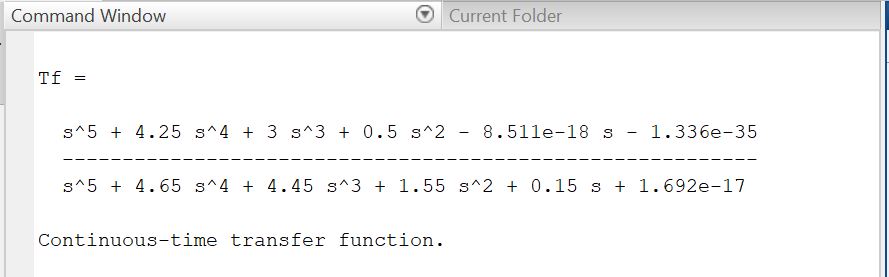 Command Window
Current Folder
Tf =
s^5 + 4.25 s^4 + 3 s^3 + 0.5 s^2 - 8.511e-18 s - 1.336e-35
----------------------------------------------------------
s^5 + 4.65 s^4 + 4.45 s^3 + 1.55 s^2 + 0.15 s + 1.692e-17
Continuous-time transfer function.